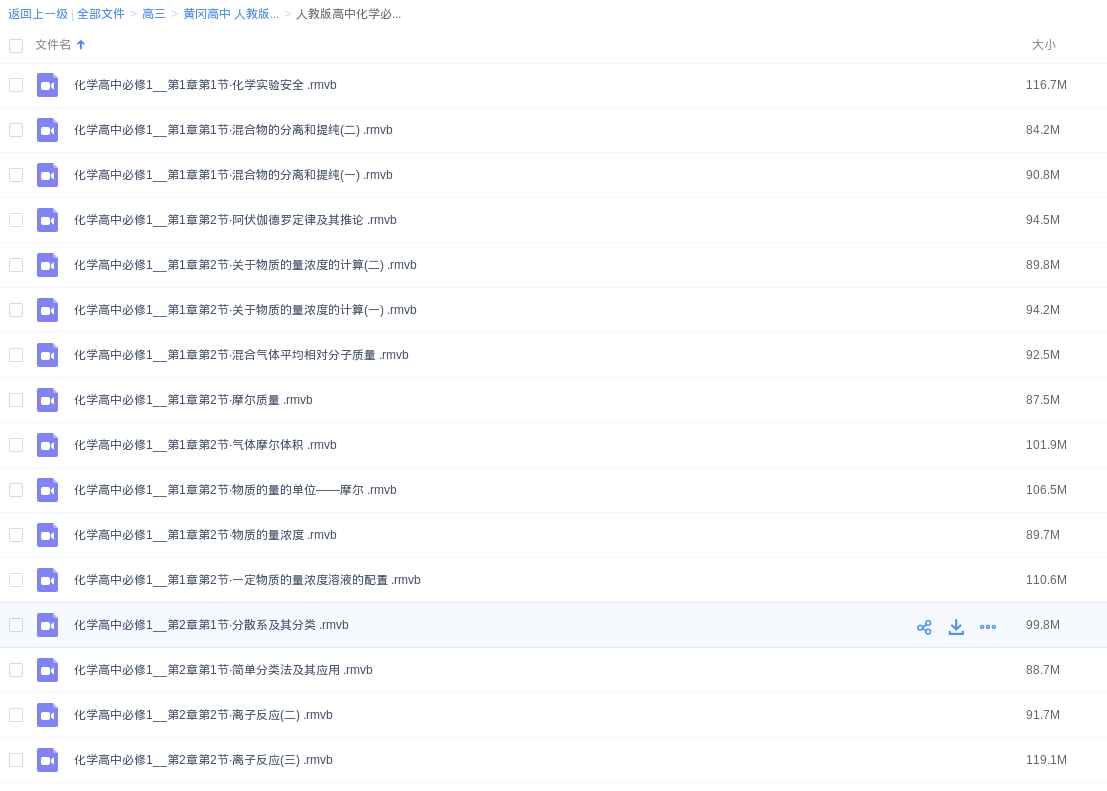 返回上一级 | 全部文件 > 高三 > 黄冈高中 人教版... > 人教版高中化学必...
文件名 大小
化学高中必修1__第1章第1节·化学实验安全 .rmvb 116.7M
化学高中必修1__第1章第1节·混合物的分离和提纯(二) .rmvb 84.2M
化学高中必修1__第1章第1节·混合物的分离和提纯(一) .rmvb 90.8M
化学高中必修1__第1章第2节·阿伏伽德罗定律及其推论 .rmvb 94.5M
化学高中必修1__第1章第2节·关于物质的量浓度的计算(二) .rmvb 89.8M
化学高中必修1__第1章第2节·关于物质的量浓度的计算(一) .rmvb 94.2M
化学高中必修1__第1章第2节·混合气体平均相对分子质量 .rmvb 92.5M
化学高中必修1__第1章第2节·摩尔质量 .rmvb 87.5M
化学高中必修1__第1章第2节·气体摩尔体积 .rmvb 101.9M
化学高中必修1__第1章第2节·物质的量的单位——摩尔 .rmvb 106.5M
化学高中必修1__第1章第2节·物质的量浓度 .rmvb 89.7M
化学高中必修1__第1章第2节·一定物质的量浓度溶液的配置 .rmvb 110.6M
化学高中必修1__第2章第1节·分散系及其分类 .rmvb 99.8M
化学高中必修1__第2章第1节·简单分类法及其应用 .rmvb 88.7M
化学高中必修1__第2章第2节·离子反应(二) .rmvb 91.7M
化学高中必修1__第2章第2节·离子反应(三) .rmvb 119.1M